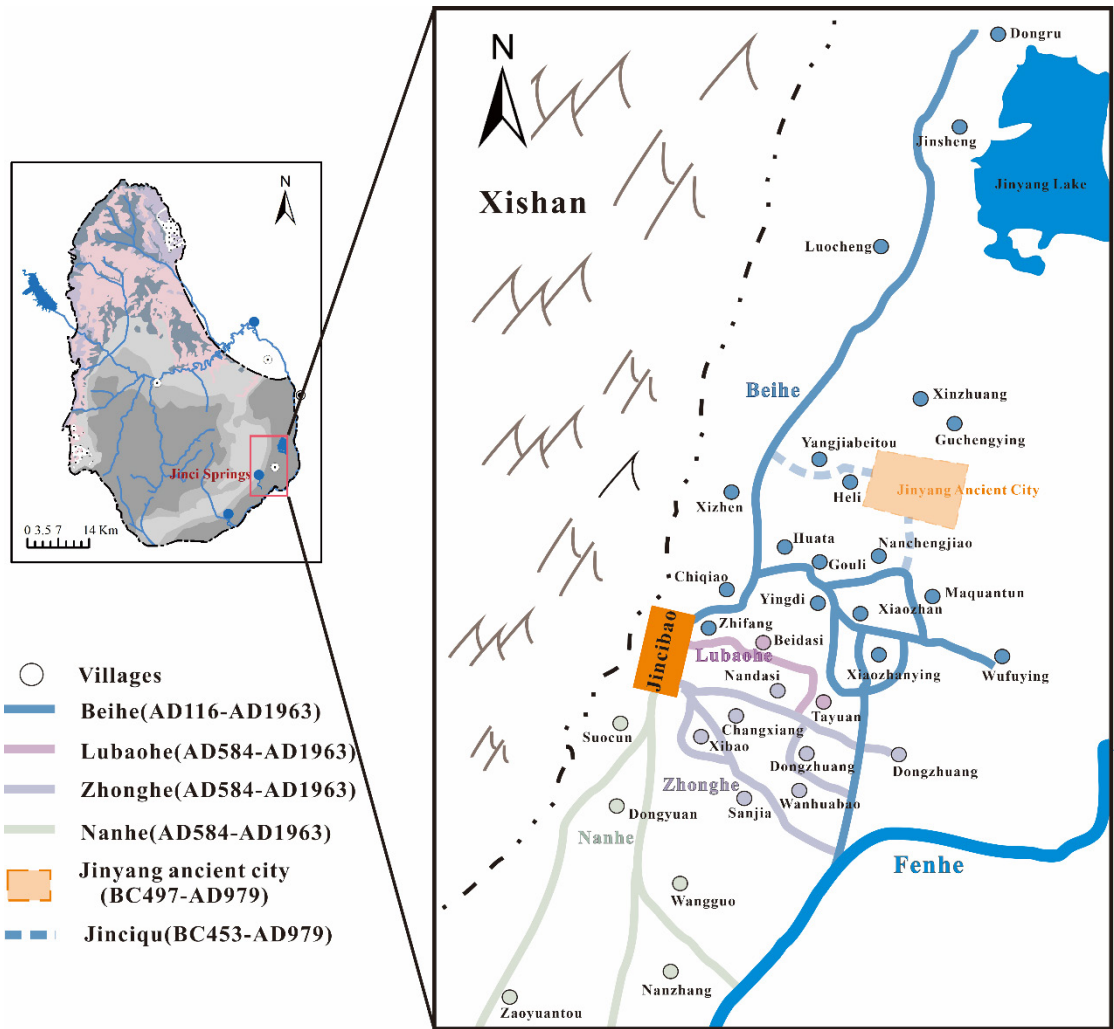 N
Jinci Springs
0 3.5 7 14 Km
Villages
Beihe(AD116-AD1963)
Lubaohe(AD584-AD1963)
Zhonghe(AD584-AD1963)
Nanhe(AD584-AD1963)
Jinyang ancient city
(BC497-AD979)
Jinciqu(BC453-AD979)
N
Xishan
Dongru
Jinsheng
Jinyang Lake
Luocheng
Beihe
Xinzhuang
Guchengying
Yangjiabeitou
Heli
Jinyang Ancient City
Xizhen
Huata
Gouli
Nanchengjiao
Chiqiao
Yingdi
Xiaozhan
Maquantun
Zhifang
Beidasi
Jincibao
Lubaohe
Nandasi
Xiaozhanying
Wufuying
Tayuan
Suocun
Changxiang
Xibao
Dongzhuang
Dongzhuang
Zhonghe
Sanjia
Wanhuabao
Dongyuan
Nanhe
Fenhe
Wangguo
Nanzhang
Zaoyuantou